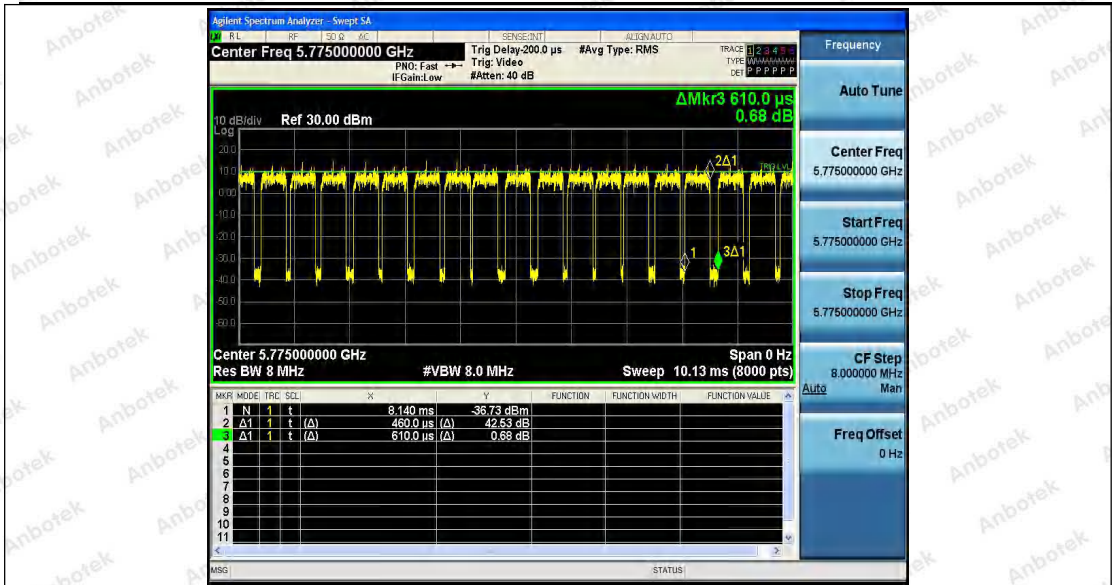 Agilent Spectrum Analyzer - Swept SA
LXI RL RF 50 Ω AC SENSE:INT ALIGNAUTO
Center Freq 5.775000000 GHz
PNO: Fast
IFGain:Low
Trig Delay-200.0 µs
Trig: Video
#Atten: 40 dB
#Avg Type: RMS
TRACE 1 2 3 4 5 6
TYPE
DET P P P P P P
ΔMkr3 610.0 µs
0.68 dB
10 dB/div
Log
Ref 30.00 dBm
20.0
10.0
0.00
-10.0
-20.0
-30.0
-40.0
-50.0
-60.0
2Δ1
TRIG LVL
1
3Δ1
Center 5.775000000 GHz
Span 0 Hz
Res BW 8 MHz
#VBW 8.0 MHz
Sweep 10.13 ms (8000 pts)
MKR MODE TRC SCL X Y FUNCTION FUNCTION WIDTH FUNCTION VALUE
1 N 1 t 8.140 ms -36.73 dBm
2 Δ1 1 t (Δ) 460.0 µs (Δ) 42.53 dB
3 Δ1 1 t (Δ) 610.0 µs (Δ) 0.68 dB
4
5
6
7
8
9
10
11
MSG
STATUS
Frequency
Auto Tune
Center Freq
5.775000000 GHz
Start Freq
5.775000000 GHz
Stop Freq
5.775000000 GHz
CF Step
8.000000 MHz
Auto Man
Freq Offset
0 Hz
Anbotek